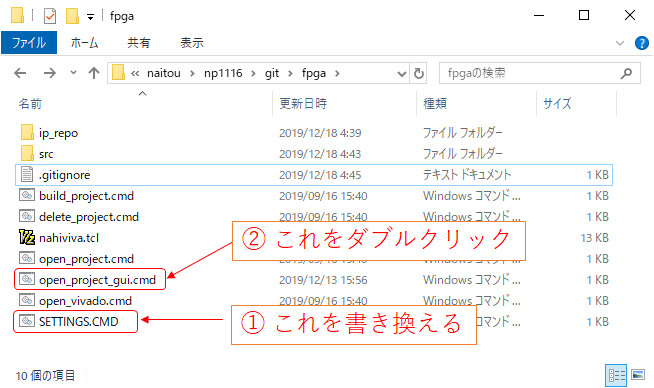 fpga
ファイル ホーム 共有 表示
« naitou › np1116 › git › fpga › fpgaの検索
名前 更新日時 種類 サイズ
ip_repo 2019/12/18 4:39 ファイル フォルダー
src 2019/12/18 4:43 ファイル フォルダー
.gitignore 2019/12/18 4:45 テキスト ドキュメント 1 KB
build_project.cmd 2019/09/16 15:40 Windows コマンド ... 1 KB
delete_project.cmd 2019/09/16 15:40 Windows コマンド ... 1 KB
nahiviva.tcl 13 KB
② これをダブルクリック
open_project.cmd 1 KB
open_project_gui.cmd 2019/12/13 15:56 Windows コマンド ... 1 KB
open_vivado.cmd 2019/09/16 15:40 Windows コマンド ... 1 KB
SETTINGS.CMD 1 KB
① これを書き換える
10 個の項目